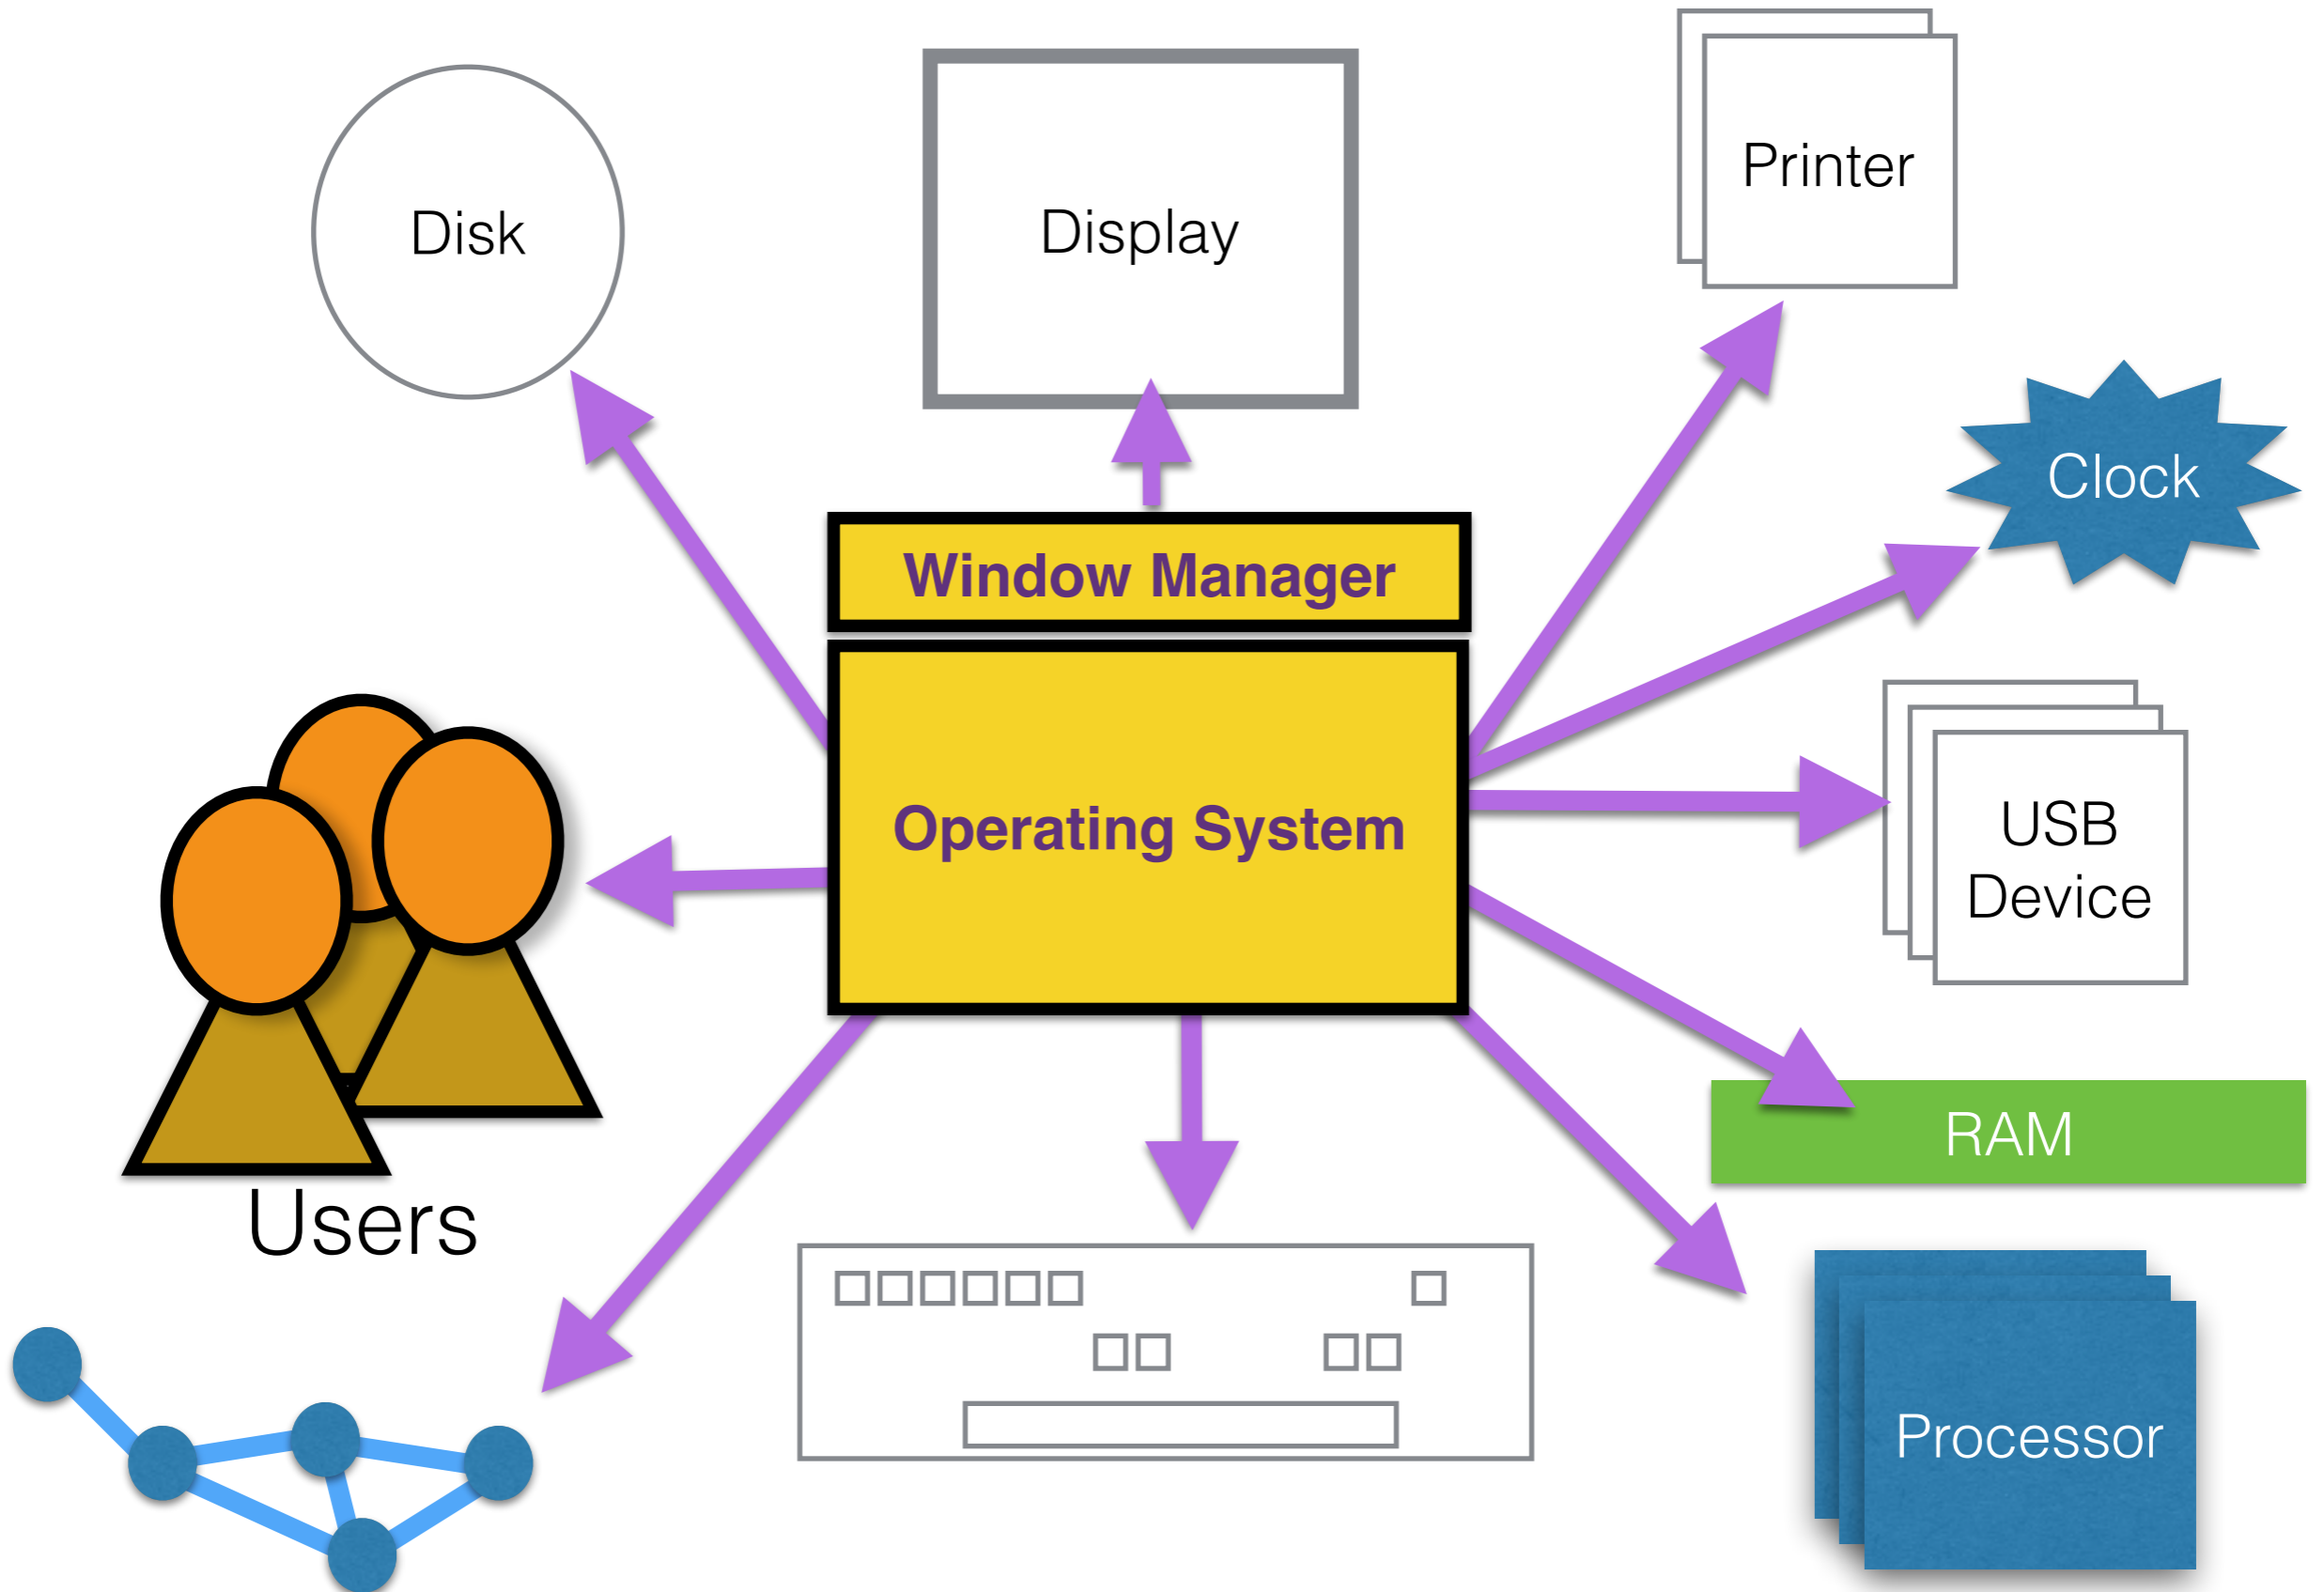 Disk
Display
Printer
Clock
Window Manager
Operating System
USB
Device
Users
RAM
Processor